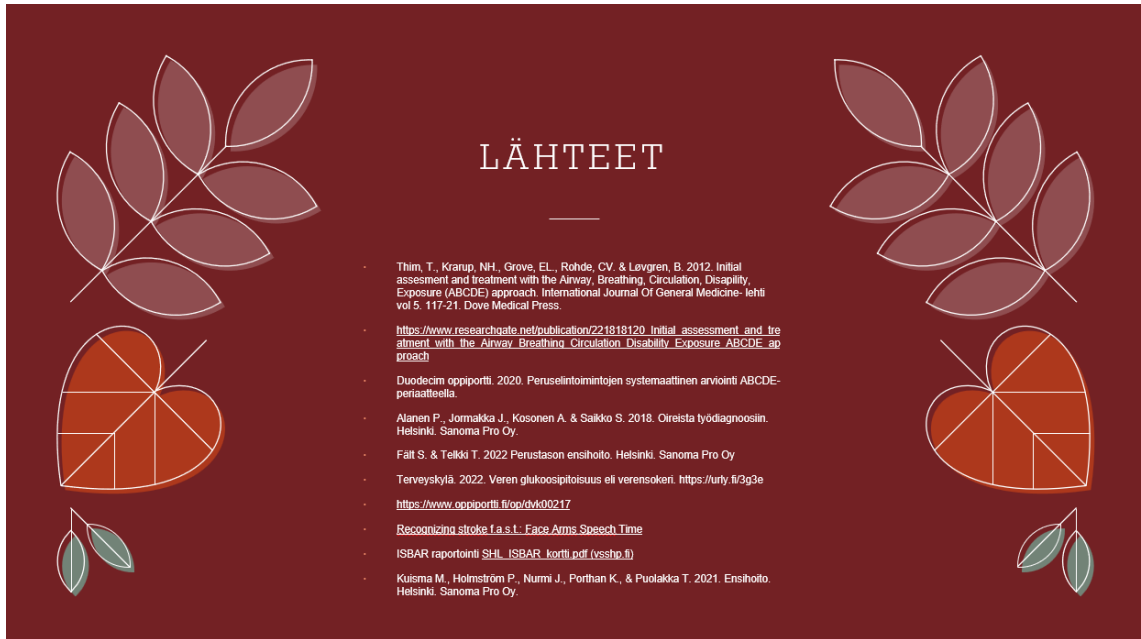 LÄHTEET
Thim, T., Krarup, NH., Grove, EL., Rohde, CV. & Løvgren, B. 2012. Initial
assesment and treatment with the Airway, Breathing, Circulation, Disapility,
Exposure (ABCDE) approach. International Journal Of General Medicine- lehti
vol 5. 117-21. Dove Medical Press.
https://www.researchgate.net/publication/221818120_Initial_assessment_and_tre
atment_with_the_Airway_Breathing_Circulation_Disability_Exposure_ABCDE_ap
proach
Duodecim oppiportti. 2020. Peruselintoimintojen systemaattinen arviointi ABCDE-
periaatteella.
Alanen P., Jormakka J., Kosonen A. & Saikko S. 2018. Oireista työdiagnoosiin.
Helsinki. Sanoma Pro Oy.
Fält S. & Telkki T. 2022 Perustason ensihoito. Helsinki. Sanoma Pro Oy
Terveyskylä. 2022. Veren glukoosipitoisuus eli verensokeri. https://urly.fi/3g3e
https://www.oppiportti.fi/op/dvk00217
Recognizing stroke f.a.s.t.: Face Arms Speech Time
ISBAR raportointi SHL_ISBAR_kortti.pdf (vsshp.fi)
Kuisma M., Holmström P., Nurmi J., Porthan K., & Puolakka T. 2021. Ensihoito.
Helsinki. Sanoma Pro Oy.